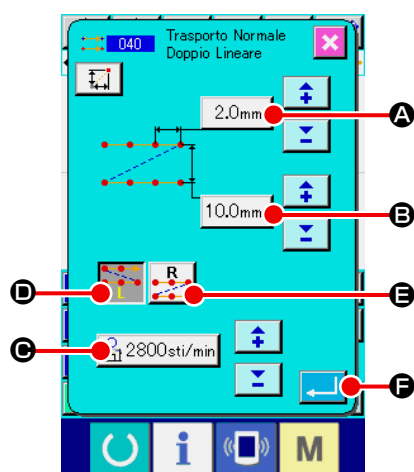 040 Trasporto Normale
Doppio Lineare
2.0mm
A
10.0mm
B
L
R
D
E
C
2800sti/min
F
i
M